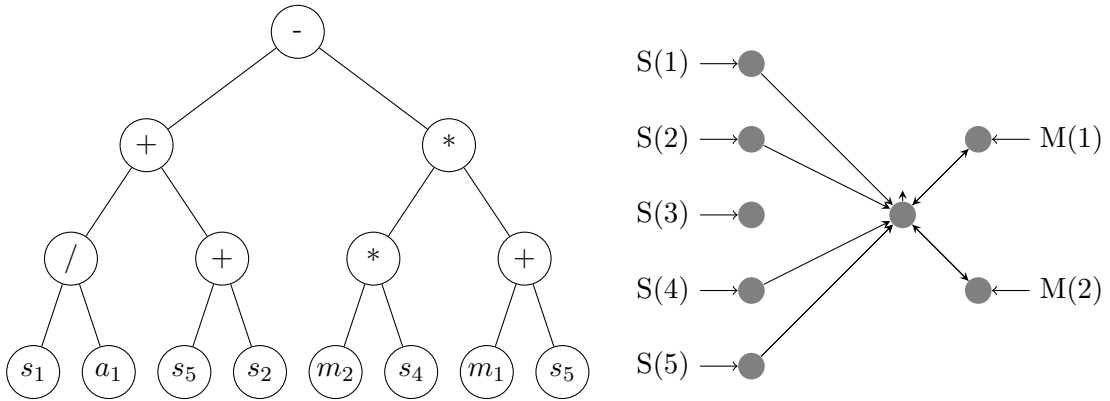 -
+ *
/ + * +
s₁ a₁ s₅ s₂ m₂ s₄ m₁ s₅
S(1)
S(2)
S(3)
S(4)
S(5)
M(1)
M(2)